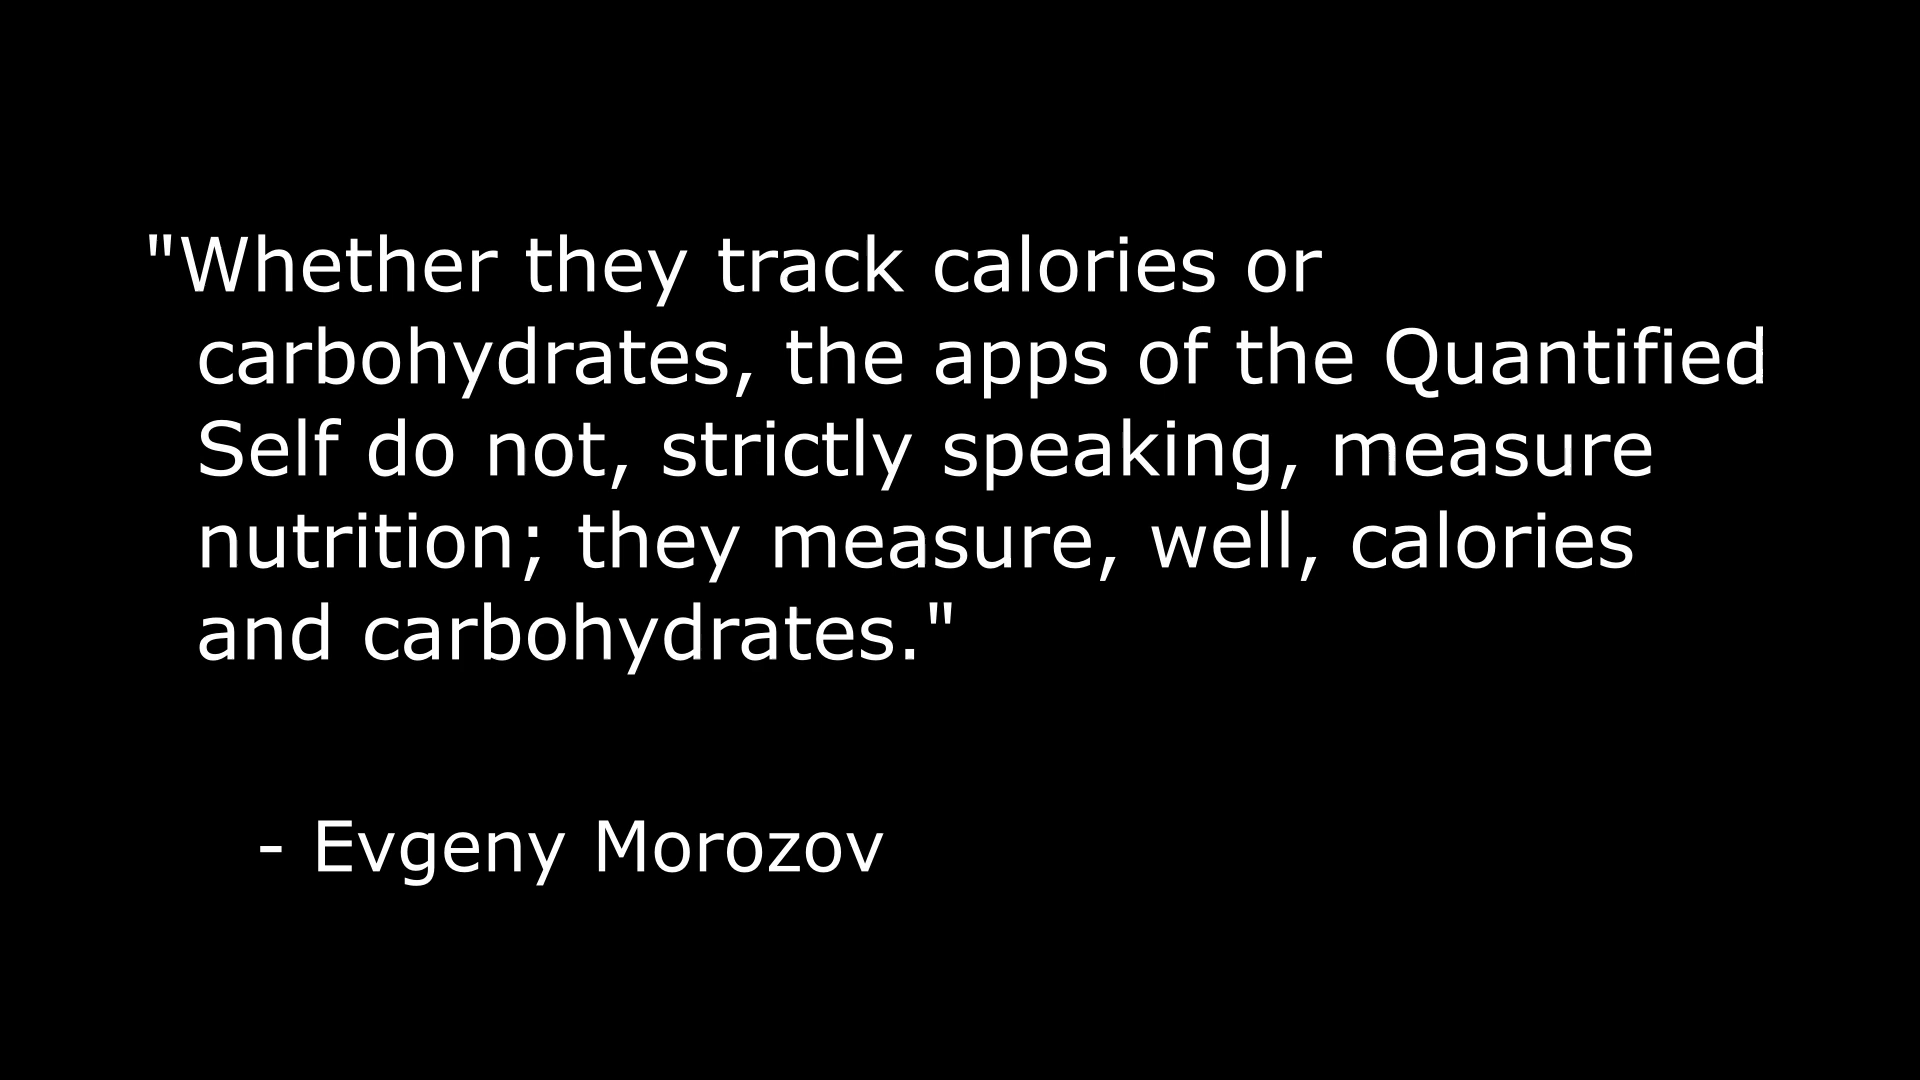 "Whether they track calories or
carbohydrates, the apps of the Quantified
Self do not, strictly speaking, measure
nutrition; they measure, well, calories
and carbohydrates."
- Evgeny Morozov